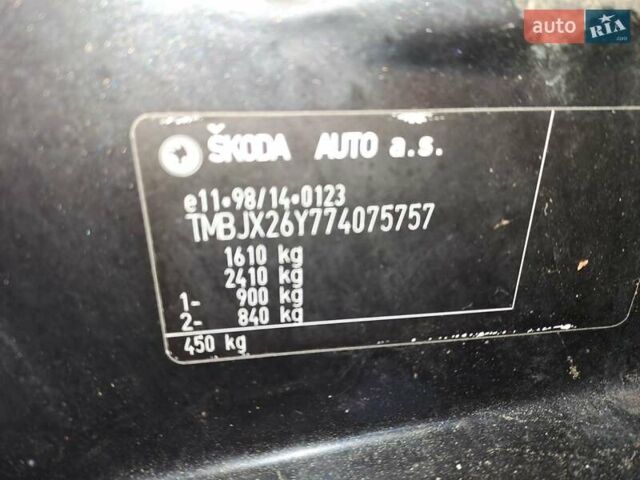 auto RIA .com
ŠKODA AUTO a.s.
e11*98/14*0123
TMBJX26Y774075757
1610 kg
2410 kg
1- 900 kg
2- 840 kg
450 kg